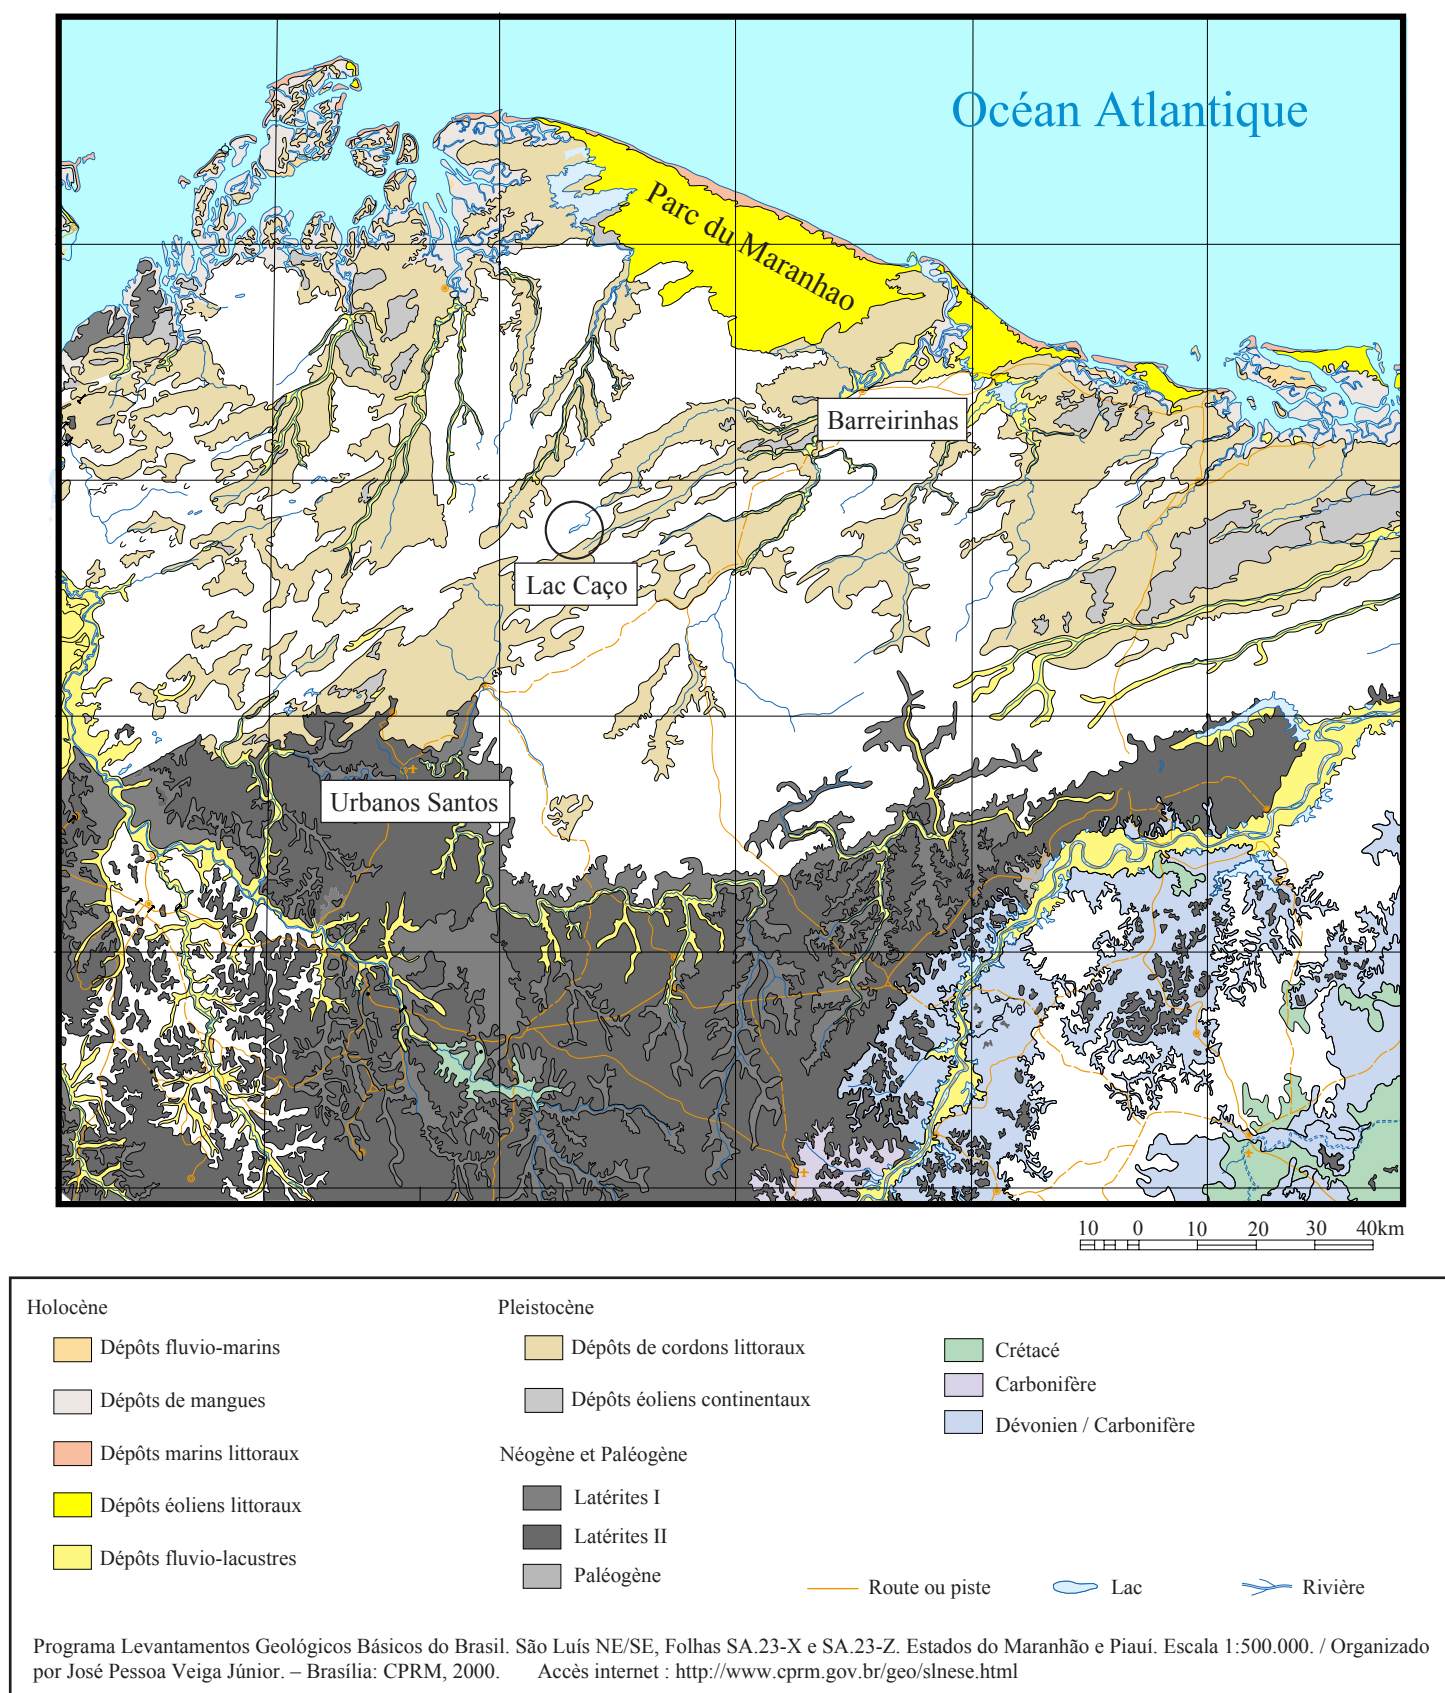 Océan Atlantique
Parc du Maranhao
Barreirinhas
Lac Caço
Urbanos Santos
10 0 10 20 30 40km
Holocène
Dépôts fluvio-marins
Dépôts de mangues
Dépôts marins littoraux
Dépôts éoliens littoraux
Dépôts fluvio-lacustres
Pleistocène
Dépôts de cordons littoraux
Dépôts éoliens continentaux
Néogène et Paléogène
Latérites I
Latérites II
Paléogène
Crétacé
Carbonifère
Dévonien / Carbonifère
Route ou piste
Lac
Rivière
Programa Levantamentos Geológicos Básicos do Brasil. São Luís NE/SE, Folhas SA.23-X e SA.23-Z. Estados do Maranhão e Piauí. Escala 1:500.000. / Organizado
por José Pessoa Veiga Júnior. – Brasília: CPRM, 2000. Accès internet : http://www.cprm.gov.br/geo/slnese.html